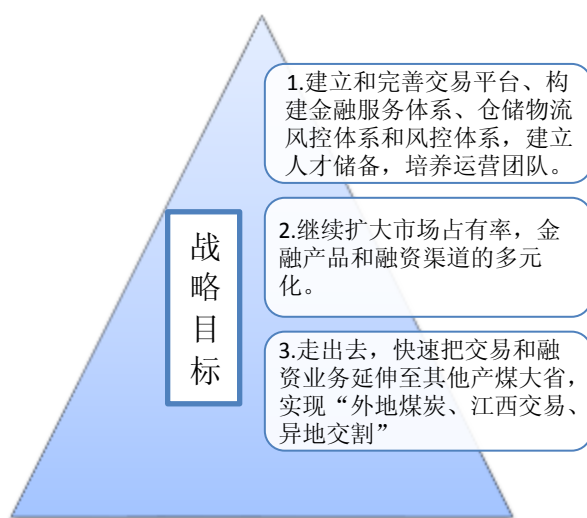 1.建立和完善交易平台、构
建金融服务体系、仓储物流
风控体系和风控体系，建立
人才储备，培养运营团队。
战略目标
2.继续扩大市场占有率，金
融产品和融资渠道的多元
化。
3.走出去，快速把交易和融
资业务延伸至其他产煤大省，
实现“外地煤炭、江西交易、
异地交割”